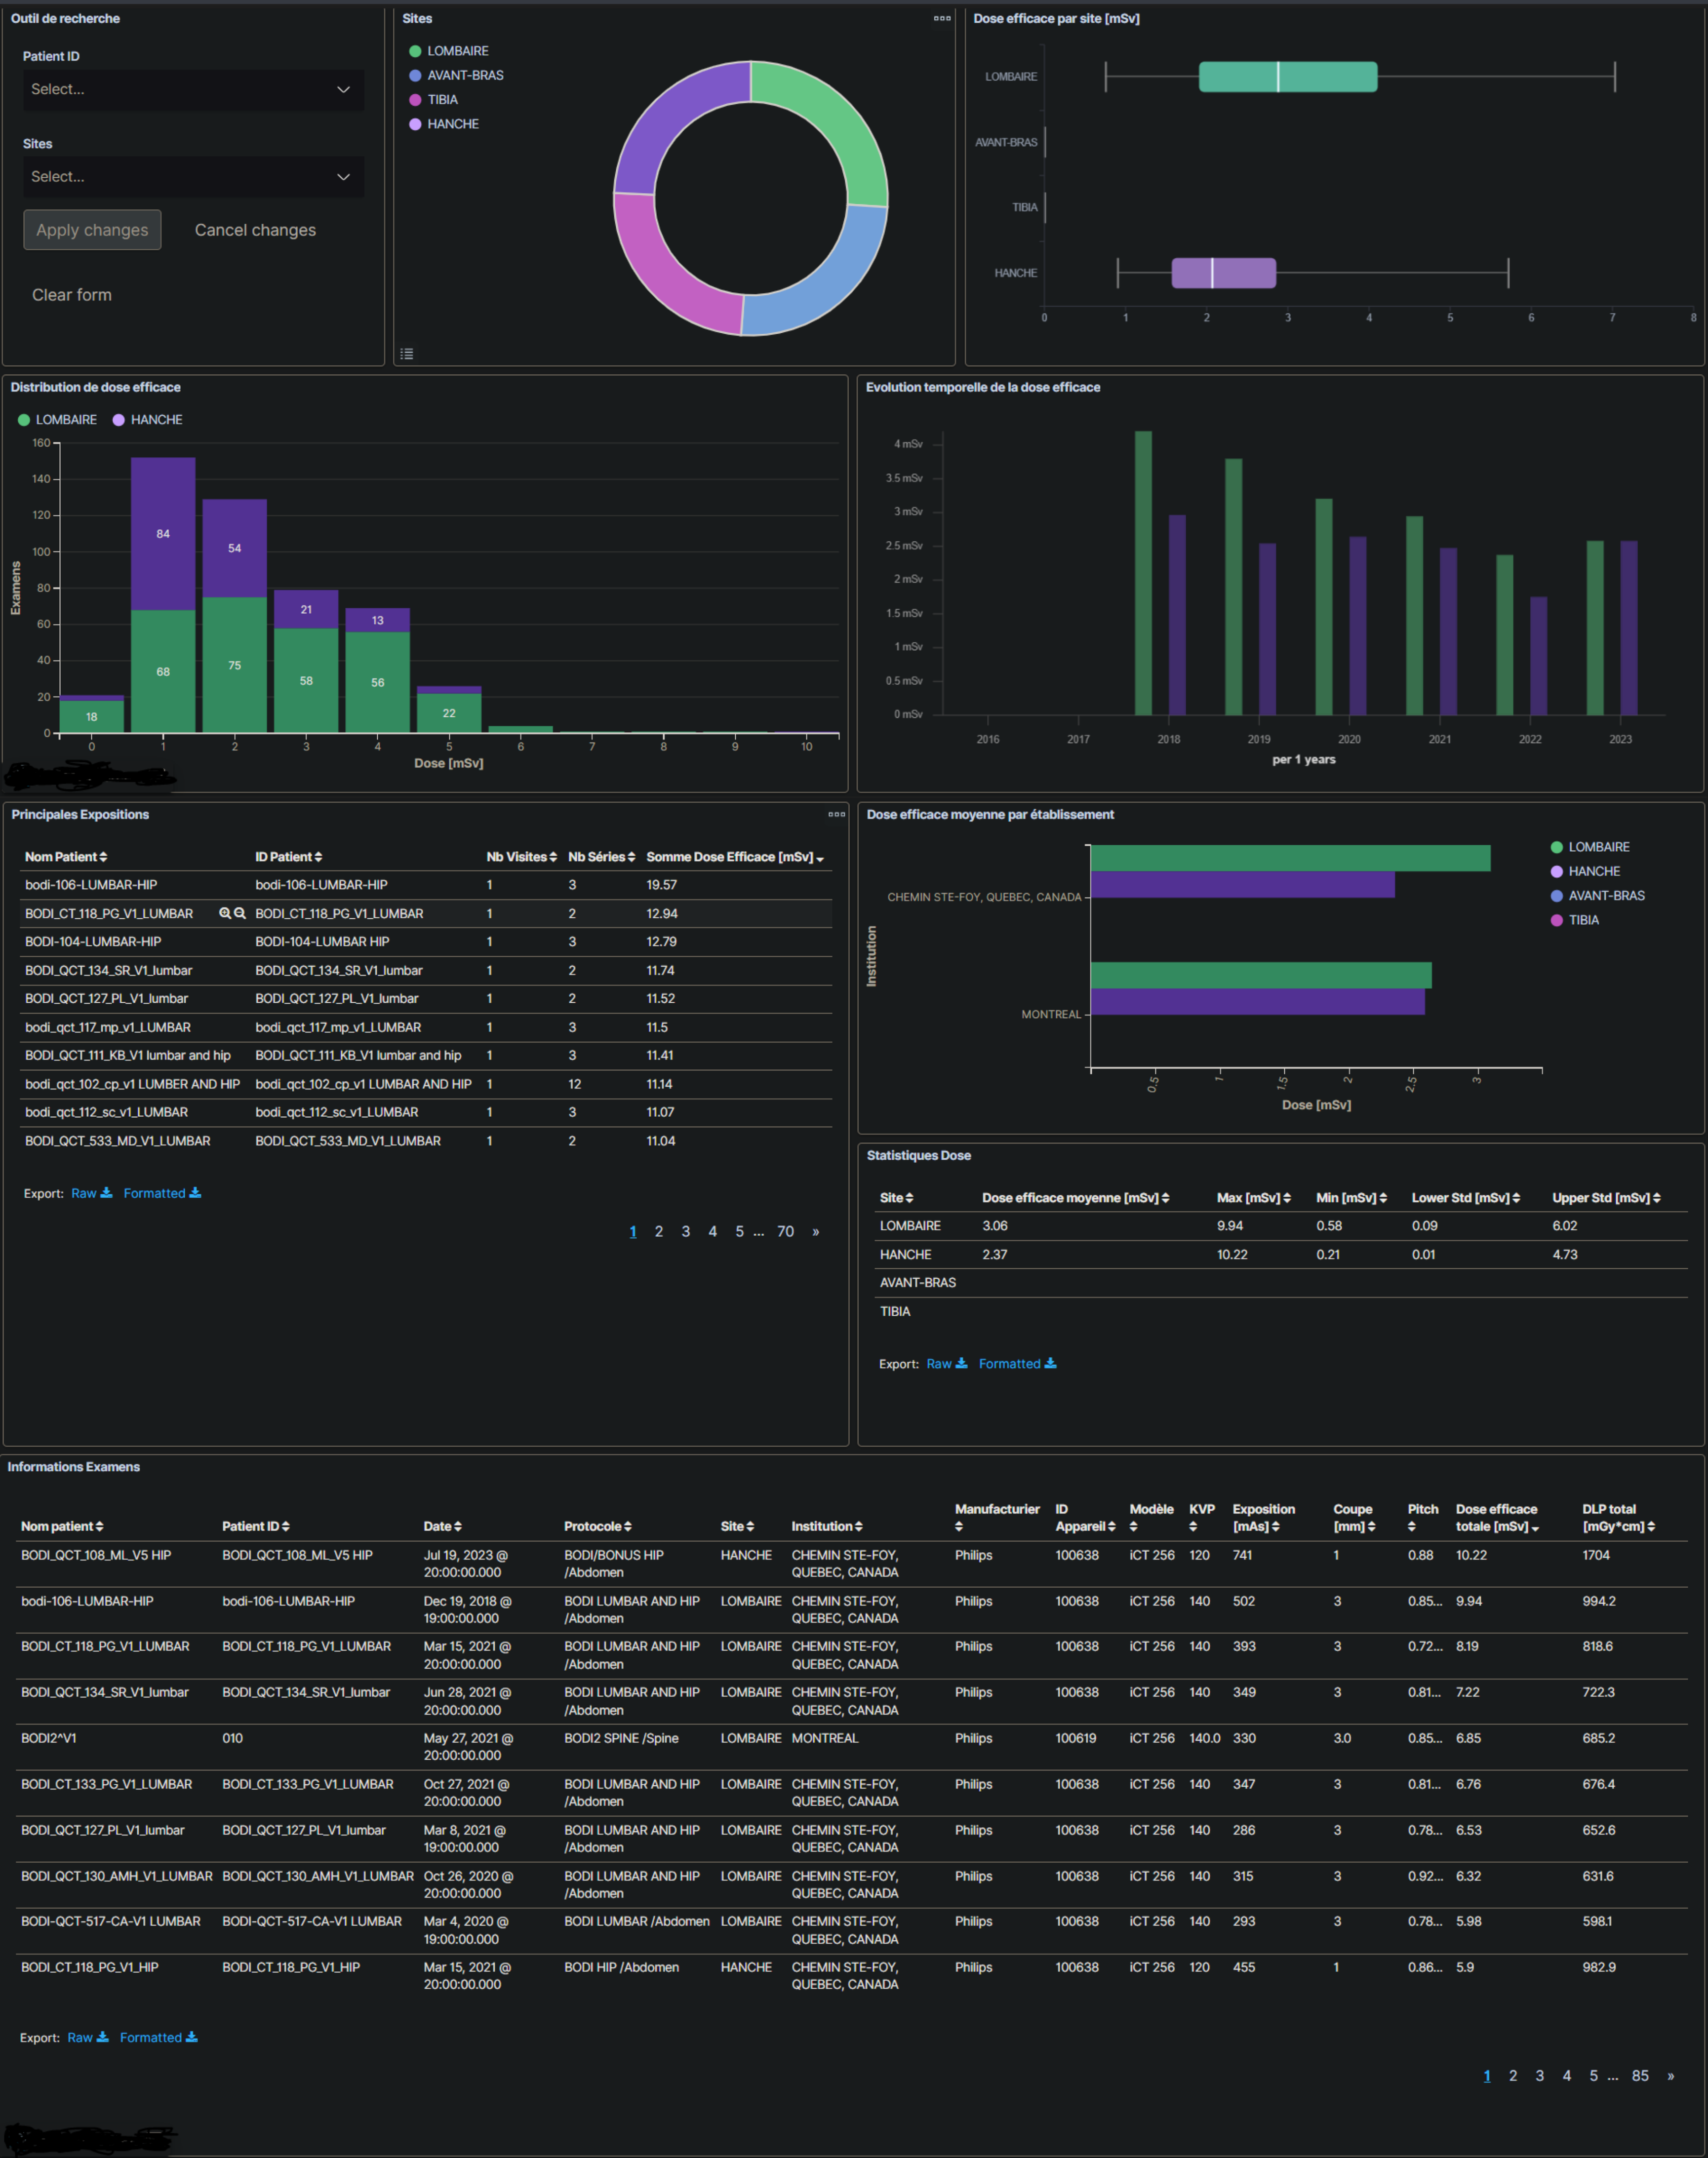 Outil de recherche
Patient ID
Select...
Sites
Select...
Apply changes Cancel changes
Clear form
Sites
LOMBAIRE
AVANT-BRAS
TIBIA
HANCHE
Dose efficace par site [mSv]
LOMBAIRE
AVANT-BRAS
TIBIA
HANCHE
0 1 2 3 4 5 6 7 8
Distribution de dose efficace
LOMBAIRE HANCHE
160
140
120
100
80
60
40
20
0
Examens
84
54
21
13
68
75
58
56
22
18
0 1 2 3 4 5 6 7 8 9 10
Dose [mSv]
Evolution temporelle de la dose efficace
4 mSv
3.5 mSv
3 mSv
2.5 mSv
2 mSv
1.5 mSv
1 mSv
0.5 mSv
0 mSv
2016 2017 2018 2019 2020 2021 2022 2023
per 1 years
Principales Expositions
Nom Patient ID Patient Nb Visites Nb Séries Somme Dose Efficace [mSv]
bodi-106-LUMBAR-HIP bodi-106-LUMBAR-HIP 1 3 19.57
BODI_CT_118_PG_V1_LUMBAR BODI_CT_118_PG_V1_LUMBAR 1 2 12.94
BODI-104-LUMBAR-HIP BODI-104-LUMBAR HIP 1 3 12.79
BODI_QCT_134_SR_V1_lumbar BODI_QCT_134_SR_V1_lumbar 1 2 11.74
BODI_QCT_127_PL_V1_lumbar BODI_QCT_127_PL_V1_lumbar 1 2 11.52
bodi_qct_117_mp_v1_LUMBAR bodi_qct_117_mp_v1_LUMBAR 1 3 11.5
BODI_QCT_111_KB_V1 lumbar and hip BODI_QCT_111_KB_V1 lumbar and hip 1 3 11.41
bodi_qct_102_cp_v1 LUMBER AND HIP bodi_qct_102_cp_v1 LUMBAR AND HIP 1 12 11.14
bodi_qct_112_sc_v1_LUMBAR bodi_qct_112_sc_v1_LUMBAR 1 3 11.07
BODI_QCT_533_MD_V1_LUMBAR BODI_QCT_533_MD_V1_LUMBAR 1 2 11.04
Export: Raw Formatted
1 2 3 4 5 ... 70 »
Dose efficace moyenne par établissement
LOMBAIRE
HANCHE
AVANT-BRAS
TIBIA
CHEMIN STE-FOY, QUEBEC, CANADA
MONTREAL
Institution
0.5 1 1.5 2 2.5 3
Dose [mSv]
Statistiques Dose
Site Dose efficace moyenne [mSv] Max [mSv] Min [mSv] Lower Std [mSv] Upper Std [mSv]
LOMBAIRE 3.06 9.94 0.58 0.09 6.02
HANCHE 2.37 10.22 0.21 0.01 4.73
AVANT-BRAS
TIBIA
Export: Raw Formatted
Informations Examens
Nom patient Patient ID Date Protocole Site Institution Manufacturier ID Appareil Modèle KVP Exposition [mAs] Coupe [mm] Pitch Dose efficace totale [mSv] DLP total [mGy*cm]
BODI_QCT_108_ML_V5 HIP BODI_QCT_108_ML_V5 HIP Jul 19, 2023 @ BODI/BONUS HIP HANCHE CHEMIN STE-FOY, Philips 100638 iCT 256 120 741 1 0.88 10.22 1704
20:00:00.000 /Abdomen QUEBEC, CANADA
bodi-106-LUMBAR-HIP bodi-106-LUMBAR-HIP Dec 19, 2018 @ BODI LUMBAR AND HIP LOMBAIRE CHEMIN STE-FOY, Philips 100638 iCT 256 140 502 3 0.85... 9.94 994.2
19:00:00.000 /Abdomen QUEBEC, CANADA
BODI_CT_118_PG_V1_LUMBAR BODI_CT_118_PG_V1_LUMBAR Mar 15, 2021 @ BODI LUMBAR AND HIP LOMBAIRE CHEMIN STE-FOY, Philips 100638 iCT 256 140 393 3 0.72... 8.19 818.6
20:00:00.000 /Abdomen QUEBEC, CANADA
BODI_QCT_134_SR_V1_lumbar BODI_QCT_134_SR_V1_lumbar Jun 28, 2021 @ BODI LUMBAR AND HIP LOMBAIRE CHEMIN STE-FOY, Philips 100638 iCT 256 140 349 3 0.81... 7.22 722.3
20:00:00.000 /Abdomen QUEBEC, CANADA
BODI2^V1 010 May 27, 2021 @ BODI2 SPINE /Spine LOMBAIRE MONTREAL Philips 100619 iCT 256 140.0 330 3.0 0.85... 6.85 685.2
20:00:00.000
BODI_CT_133_PG_V1_LUMBAR BODI_CT_133_PG_V1_LUMBAR Oct 27, 2021 @ BODI LUMBAR AND HIP LOMBAIRE CHEMIN STE-FOY, Philips 100638 iCT 256 140 347 3 0.81... 6.76 676.4
20:00:00.000 /Abdomen QUEBEC, CANADA
BODI_QCT_127_PL_V1_lumbar BODI_QCT_127_PL_V1_lumbar Mar 8, 2021 @ BODI LUMBAR AND HIP LOMBAIRE CHEMIN STE-FOY, Philips 100638 iCT 256 140 286 3 0.78... 6.53 652.6
19:00:00.000 /Abdomen QUEBEC, CANADA
BODI_QCT_130_AMH_V1_LUMBAR BODI_QCT_130_AMH_V1_LUMBAR Oct 26, 2020 @ BODI LUMBAR AND HIP LOMBAIRE CHEMIN STE-FOY, Philips 100638 iCT 256 140 315 3 0.92... 6.32 631.6
20:00:00.000 /Abdomen QUEBEC, CANADA
BODI-QCT-517-CA-V1 LUMBAR BODI-QCT-517-CA-V1 LUMBAR Mar 4, 2020 @ BODI LUMBAR /Abdomen LOMBAIRE CHEMIN STE-FOY, Philips 100638 iCT 256 140 293 3 0.78... 5.98 598.1
19:00:00.000 QUEBEC, CANADA
BODI_CT_118_PG_V1_HIP BODI_CT_118_PG_V1_HIP Mar 15, 2021 @ BODI HIP /Abdomen HANCHE CHEMIN STE-FOY, Philips 100638 iCT 256 120 455 1 0.86... 5.9 982.9
20:00:00.000 QUEBEC, CANADA
Export: Raw Formatted
1 2 3 4 5 ... 85 »